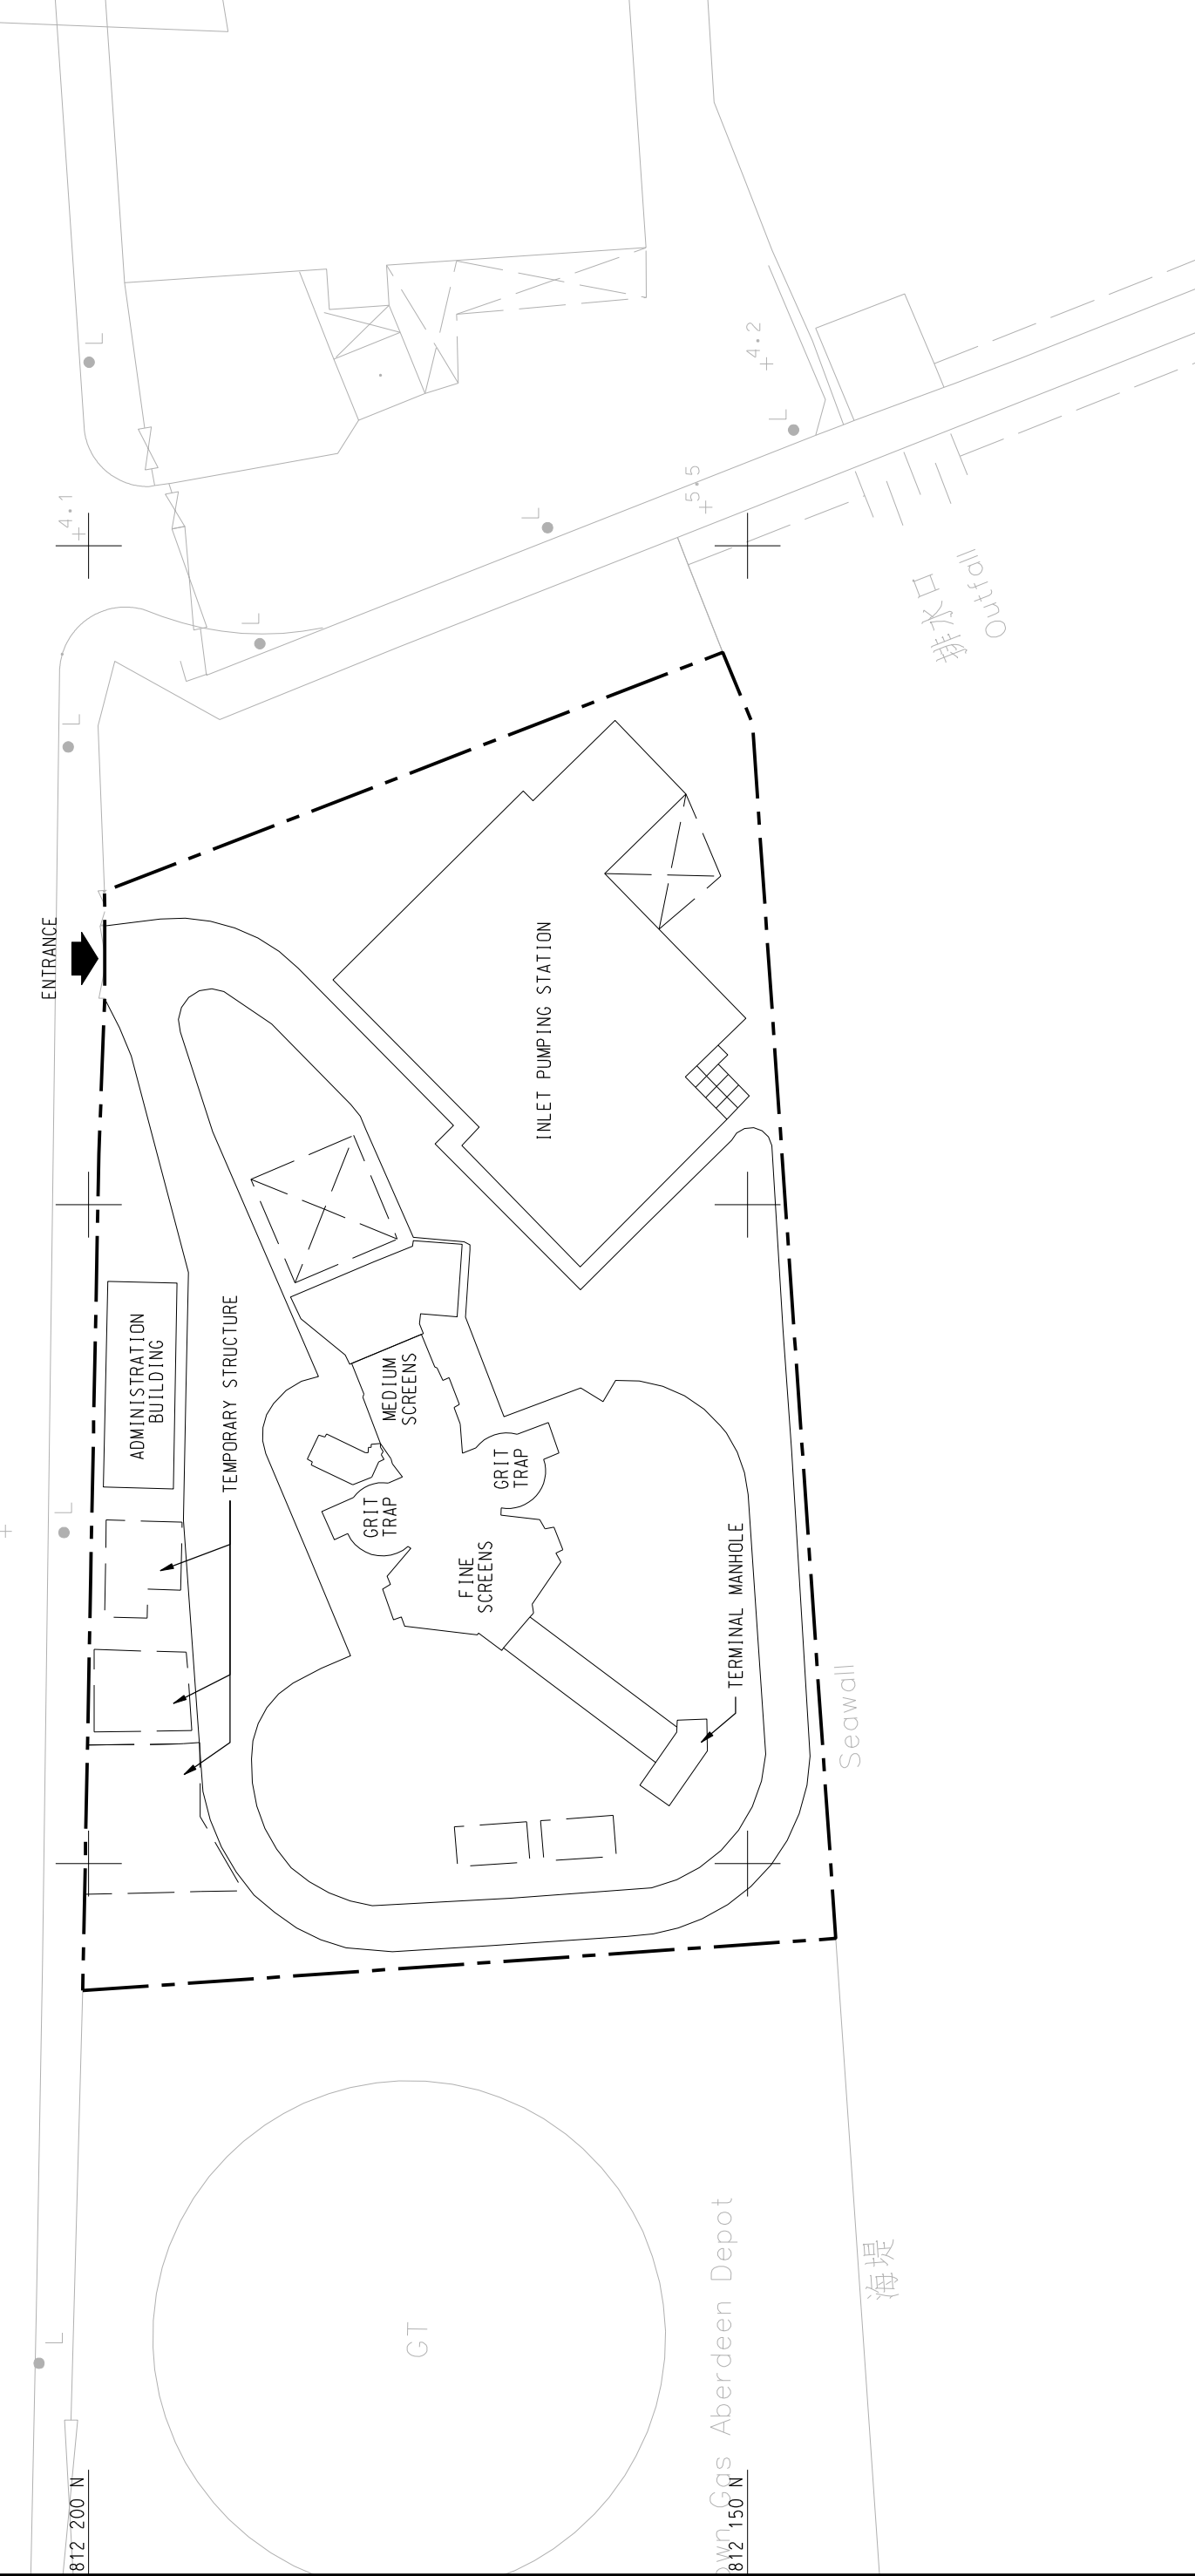 L
4.2
L
5.5
4.1
L
排水口
Outfall
L
L
ENTRANCE
INLET PUMPING STATION
ADMINISTRATION
BUILDING
TEMPORARY STRUCTURE
MEDIUM
SCREENS
GRIT
TRAP
GRIT
TRAP
FINE
SCREENS
TERMINAL MANHOLE
L
Seawall
海堤
GT
L
own Gas Aberdeen Depot
812 200 N
812 150 N